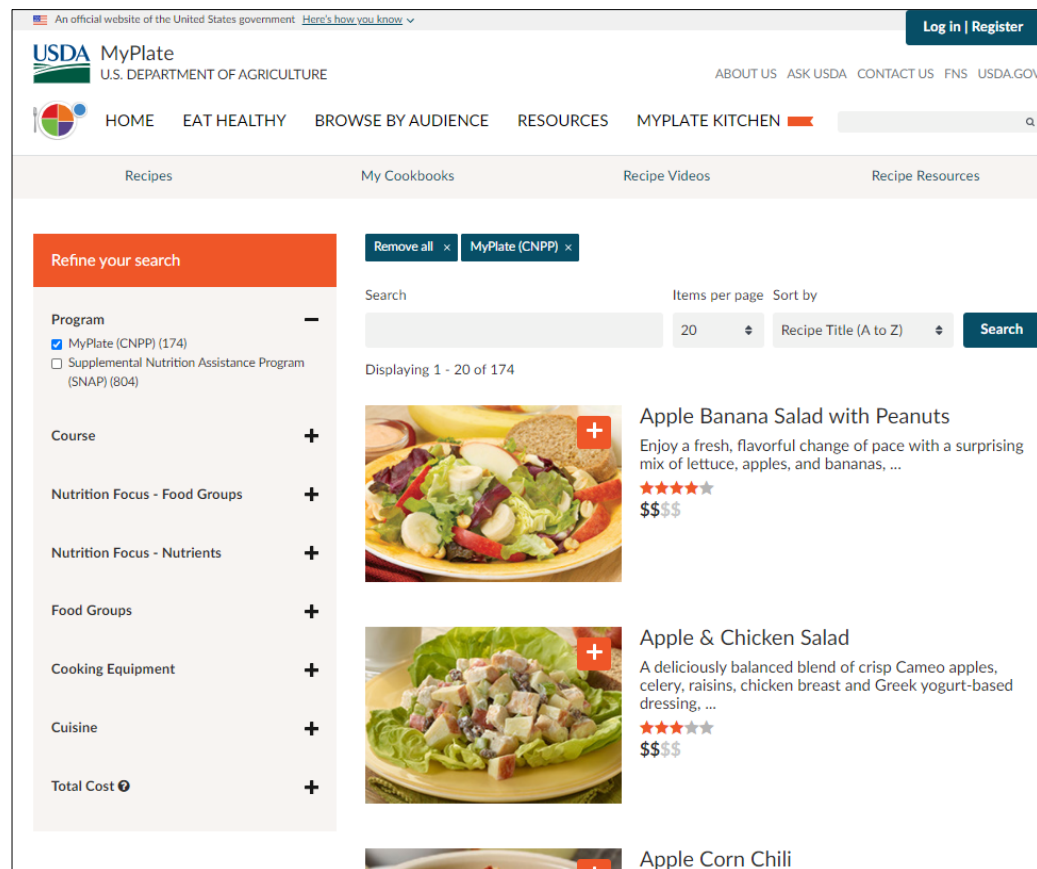 An official website of the United States government Here's how you know
Log in | Register
USDA MyPlate
U.S. DEPARTMENT OF AGRICULTURE
ABOUT US ASK USDA CONTACT US FNS USDA.GOV
HOME EAT HEALTHY BROWSE BY AUDIENCE RESOURCES MYPLATE KITCHEN
Recipes My Cookbooks Recipe Videos Recipe Resources
Refine your search
Program
MyPlate (CNPP) (174)
Supplemental Nutrition Assistance Program
(SNAP) (804)
Course
Nutrition Focus - Food Groups
Nutrition Focus - Nutrients
Food Groups
Cooking Equipment
Cuisine
Total Cost
Remove all × MyPlate (CNPP) ×
Search Items per page Sort by
20 Recipe Title (A to Z) Search
Displaying 1 - 20 of 174
Apple Banana Salad with Peanuts
Enjoy a fresh, flavorful change of pace with a surprising
mix of lettuce, apples, and bananas, ...
$$$$
Apple & Chicken Salad
A deliciously balanced blend of crisp Cameo apples,
celery, raisins, chicken breast and Greek yogurt-based
dressing, ...
$$$$
Apple Corn Chili